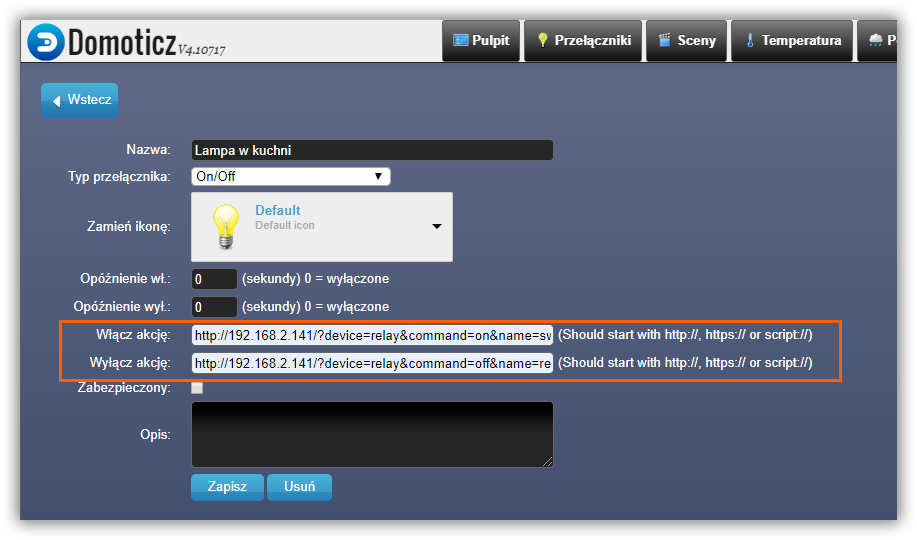 Domoticz V4.10717
Pulpit Przełączniki Sceny Temperatura
Wstecz
Nazwa: Lampa w kuchni
Typ przełącznika: On/Off
Zamień ikonę: Default
Default icon
Opóźnienie wł.: 0 (sekundy) 0 = wyłączone
Opóźnienie wył.: 0 (sekundy) 0 = wyłączone
Włącz akcję: http://192.168.2.141/?device=relay&command=on&name=sw (Should start with http://, https:// or script://)
Wyłącz akcję: http://192.168.2.141/?device=relay&command=off&name=re (Should start with http://, https:// or script://)
Zabezpieczony:
Opis:
Zapisz Usuń